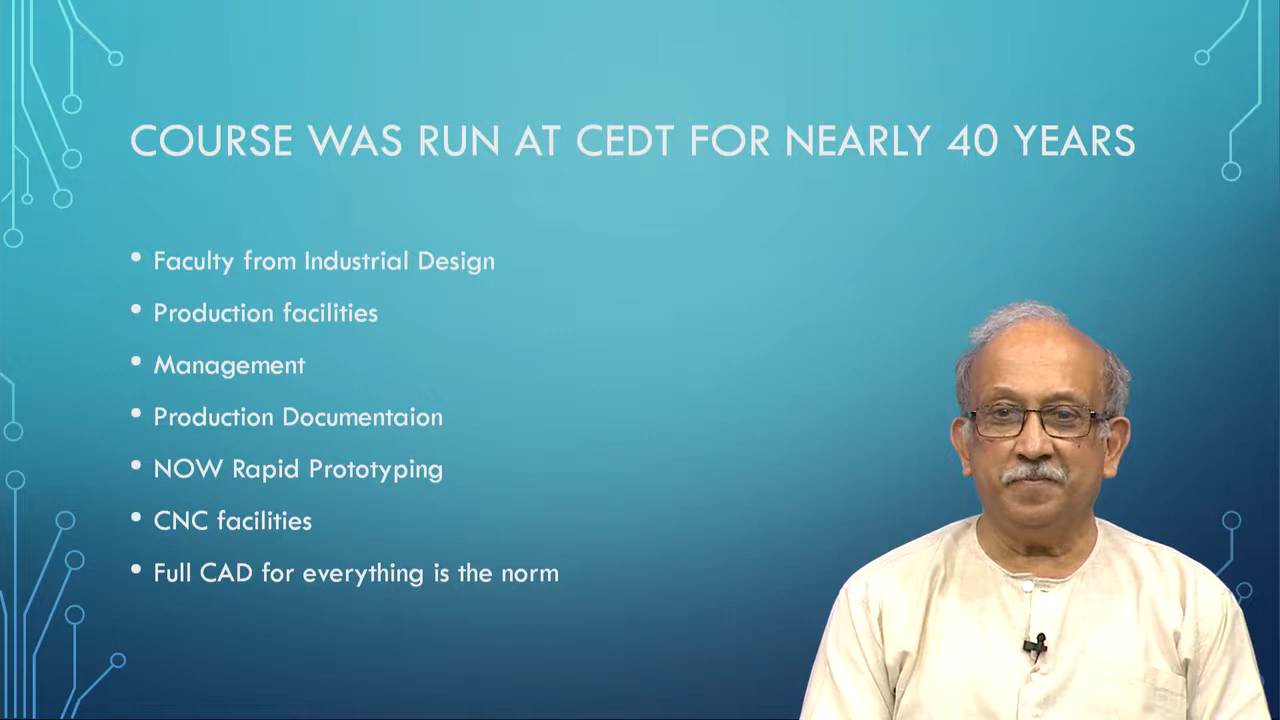 COURSE WAS RUN AT CEDT FOR NEARLY 40 YEARS
• Faculty from Industrial Design
• Production facilities
• Management
• Production Documentaion
• NOW Rapid Prototyping
• CNC facilities
• Full CAD for everything is the norm